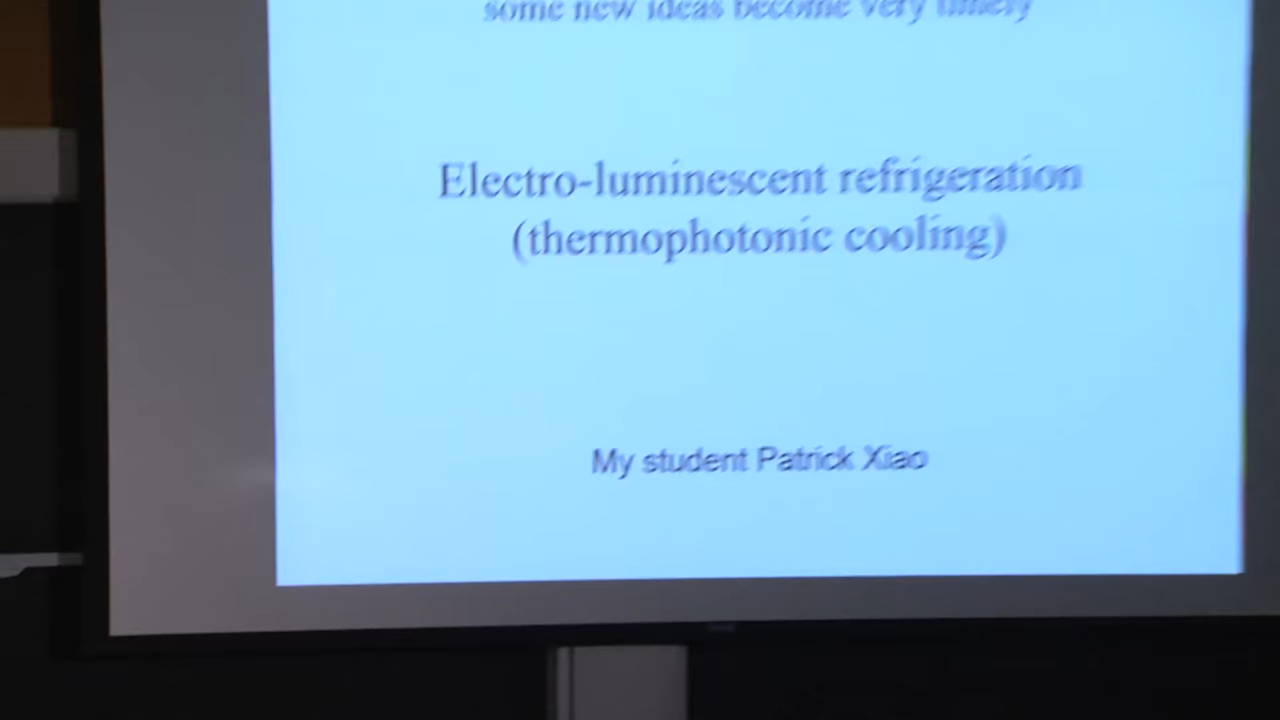 some new ideas become very timely
Electro-luminescent refrigeration
(thermophotonic cooling)
My student Patrick Xiao